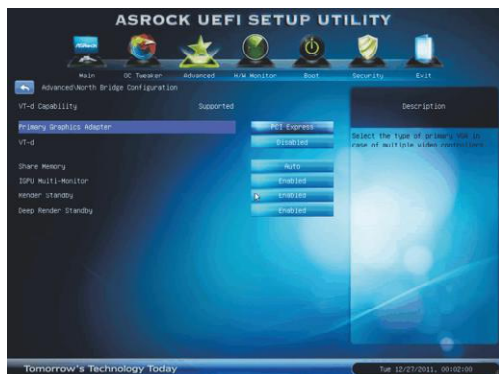 ASROCK UEFI SETUP UTILITY
Main OC Tweaker Advanced H/W Monitor Boot Security Exit
Advanced\North Bridge Configuration
Description
VT-d Capability Supported
Primary Graphics Adapter PCI Express
Select the type of primary VGA in
case of multiple video controllers.
VT-d Disabled
Share Memory Auto
IGPU Multi-Monitor Enabled
Render Standby Enabled
Deep Render Standby Enabled
Tomorrow's Technology Today
Tue 12/27/2011, 00:02:00